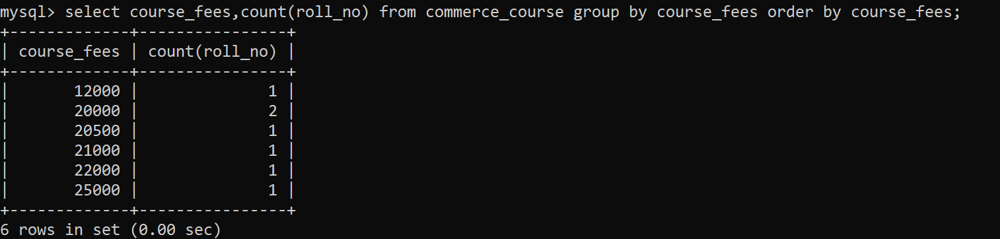 mysql> select course_fees,count(roll_no) from commerce_course group by course_fees order by course_fees;
+-------------+----------------+
| course_fees | count(roll_no) |
+-------------+----------------+
|       12000 |              1 |
|       20000 |              2 |
|       20500 |              1 |
|       21000 |              1 |
|       22000 |              1 |
|       25000 |              1 |
+-------------+----------------+
6 rows in set (0.00 sec)